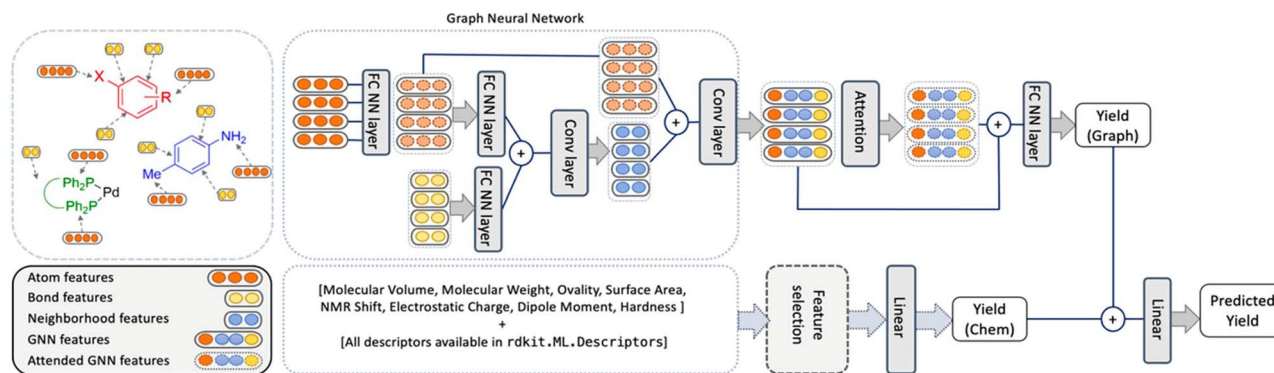 Graph Neural Network
X
R
NH2
Me
Ph2P
Pd
Ph2P
FC NN layer
FC NN layer
FC NN layer
Conv layer
Conv layer
Attention
FC NN layer
Yield
(Graph)
+
+
+
Atom features
Bond features
Neighborhood features
GNN features
Attended GNN features
[Molecular Volume, Molecular Weight, Ovality, Surface Area,
NMR Shift, Electrostatic Charge, Dipole Moment, Hardness ]
+
[All descriptors available in rdkit.ML.Descriptors]
Feature
selection
Linear
Yield
(Chem)
+
Linear
Predicted
Yield